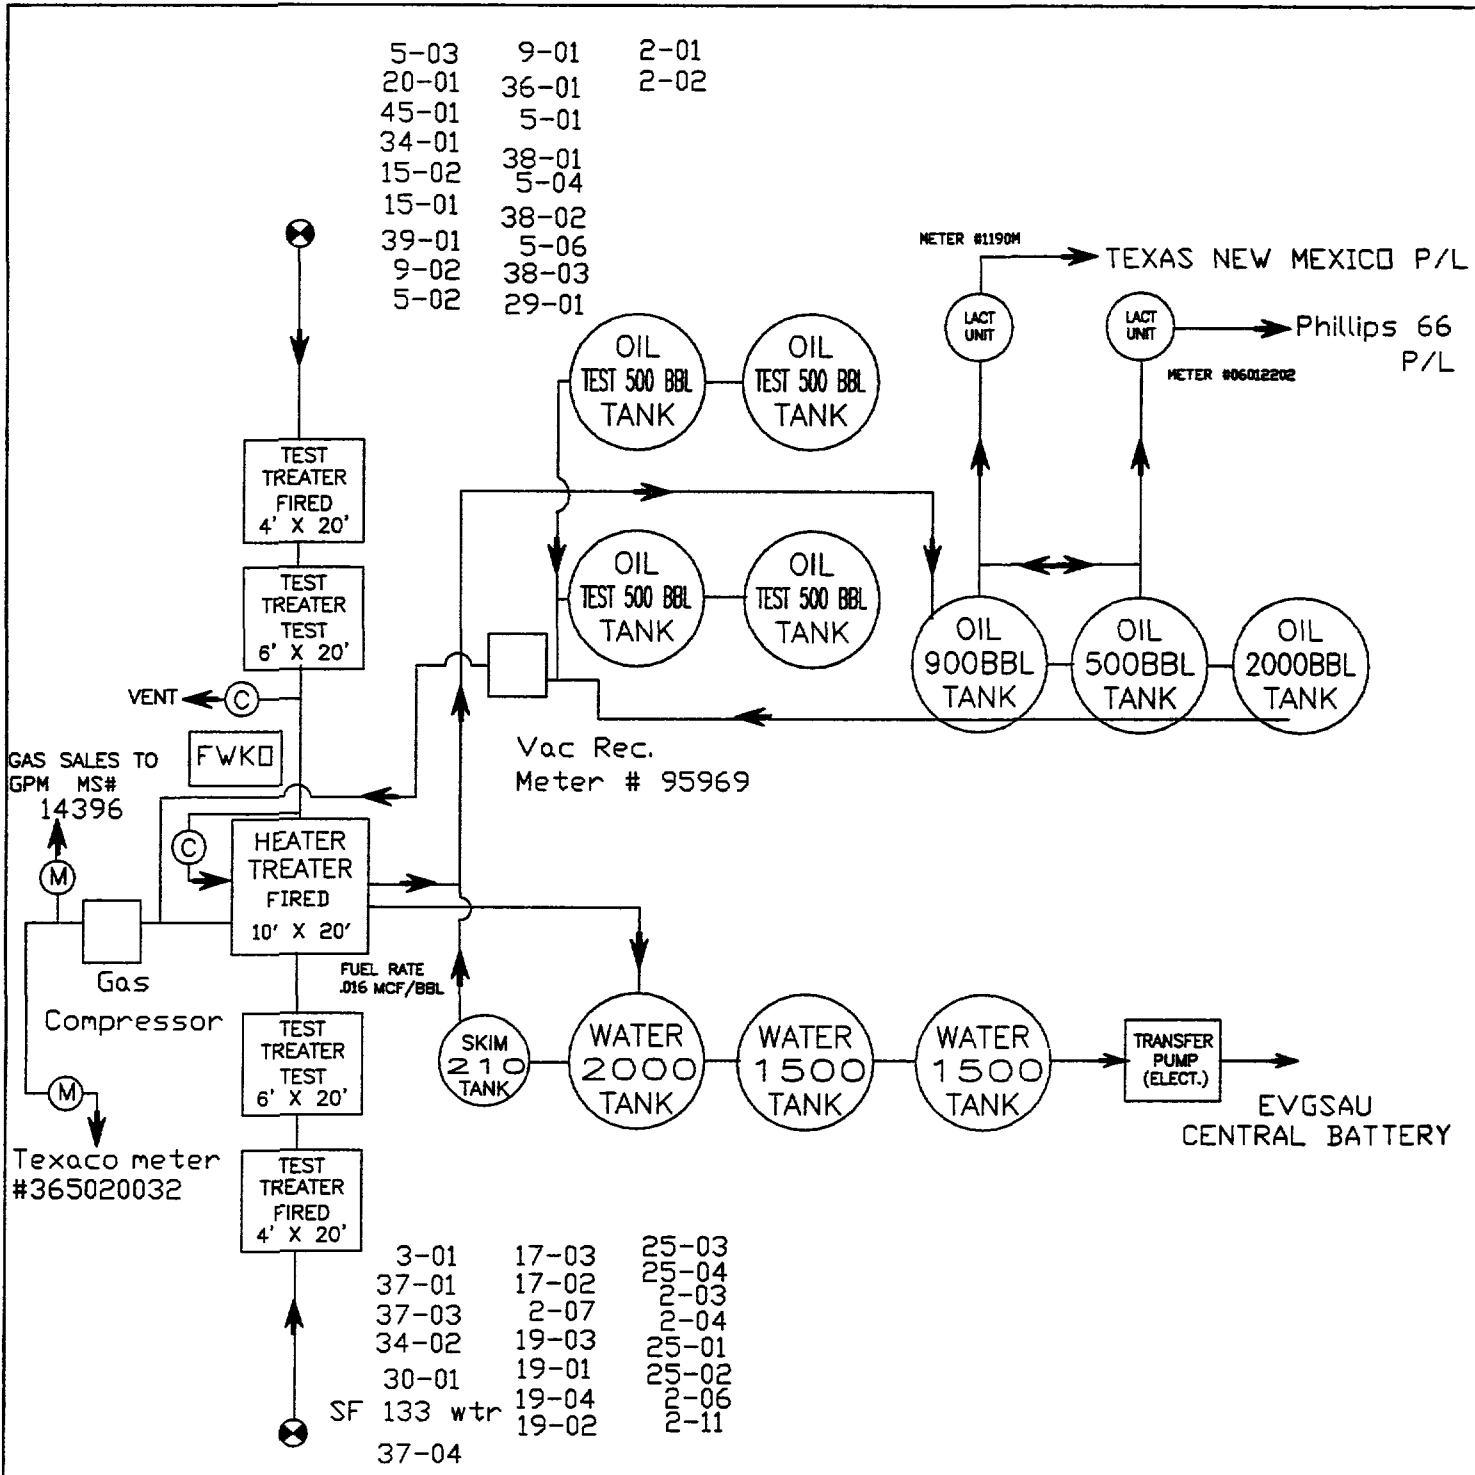 5-03
20-01
45-01
34-01
15-02
15-01
39-01
9-02
5-02
9-01
36-01
5-01
38-01
5-04
38-02
5-06
38-03
29-01
2-01
2-02
METER #1190M
TEXAS NEW MEXICO P/L
LACT
UNIT
LACT
UNIT
Phillips 66
P/L
METER #06012202
OIL
TEST 500 BBL
TANK
OIL
TEST 500 BBL
TANK
TEST
TREATER
FIRED
4' X 20'
OIL
TEST 500 BBL
TANK
OIL
TEST 500 BBL
TANK
TEST
TREATER
TEST
6' X 20'
OIL
900BBL
TANK
OIL
500BBL
TANK
OIL
2000BBL
TANK
VENT
C
FWKO
Vac Rec.
Meter # 95969
GAS SALES TO
GPM MS#
14396
C
M
HEATER
TREATER
FIRED
10' X 20'
Gas
Compressor
FUEL RATE
.016 MCF/BBL
TEST
TREATER
TEST
6' X 20'
SKIM
210
TANK
WATER
2000
TANK
WATER
1500
TANK
WATER
1500
TANK
TRANSFER
PUMP
(ELECT.)
EVGSAU
CENTRAL BATTERY
M
Texaco meter
#365020032
TEST
TREATER
FIRED
4' X 20'
3-01
37-01
37-03
34-02
30-01
SF 133 wtr
37-04
17-03
17-02
2-07
19-03
19-01
19-04
19-02
25-03
25-04
2-03
2-04
25-01
25-02
2-06
2-11